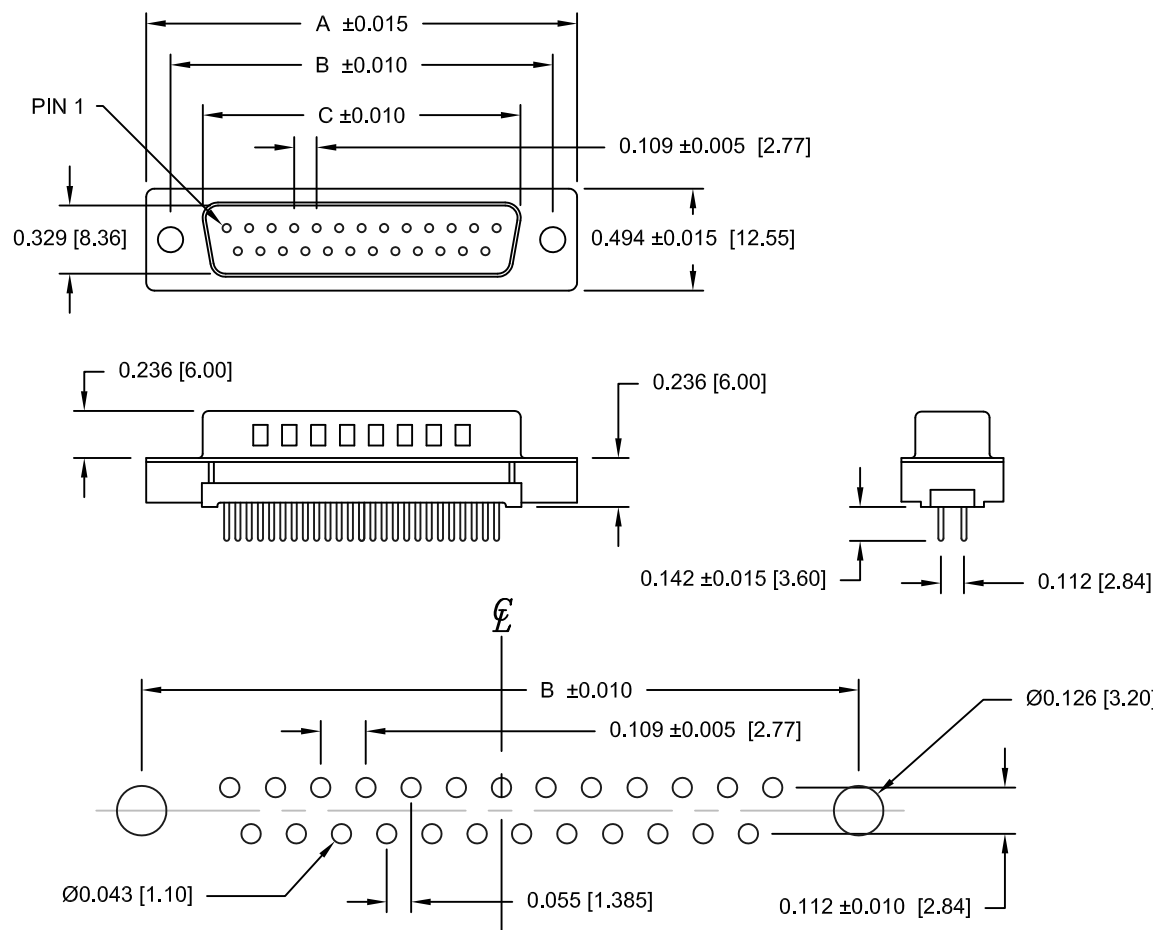 A ±0.015
B ±0.010
PIN 1
C ±0.010
0.109 ±0.005 [2.77]
0.329 [8.36]
0.494 ±0.015 [12.55]
0.236 [6.00]
0.236 [6.00]
0.142 ±0.015 [3.60]
0.112 [2.84]
℄
B ±0.010
Ø0.126 [3.20]
0.109 ±0.005 [2.77]
Ø0.043 [1.10]
0.055 [1.385]
0.112 ±0.010 [2.84]